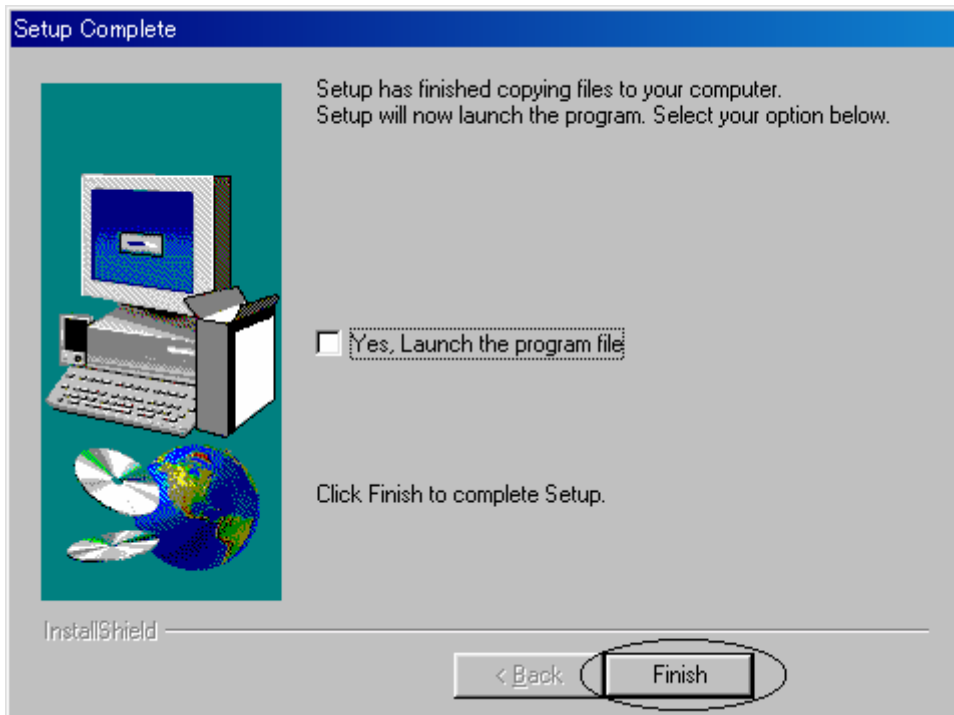 Setup Complete
Setup has finished copying files to your computer.
Setup will now launch the program. Select your option below.
Yes, Launch the program file
Click Finish to complete Setup.
InstallShield
< Back
Finish